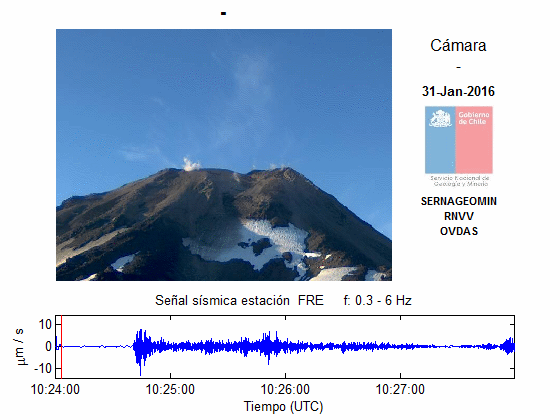 -
Cámara
-
31-Jan-2016
Gobierno
de Chile
Servicio Nacional de
Geología y Minería
SERNAGEOMIN
RNVV
OVDAS
Señal sísmica estación FRE f: 0.3 - 6 Hz
μm / s
10
0
-10
10:24:00 10:25:00 10:26:00 10:27:00
Tiempo (UTC)